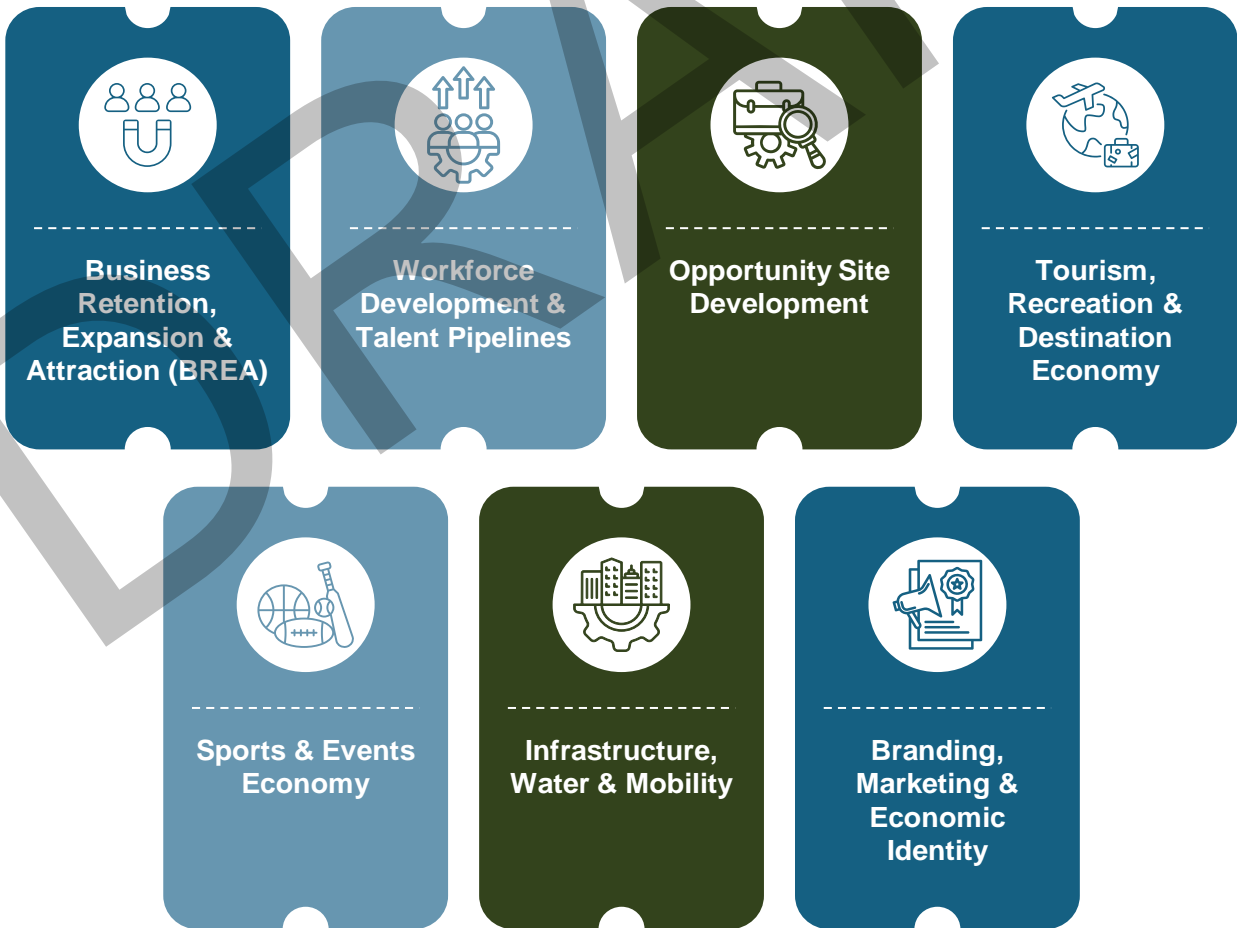 Business
Retention,
Expansion &
Attraction (BREA)
Workforce
Development &
Talent Pipelines
Opportunity Site
Development
Tourism,
Recreation &
Destination
Economy
Sports & Events
Economy
Infrastructure,
Water & Mobility
Branding,
Marketing &
Economic
Identity
DRA